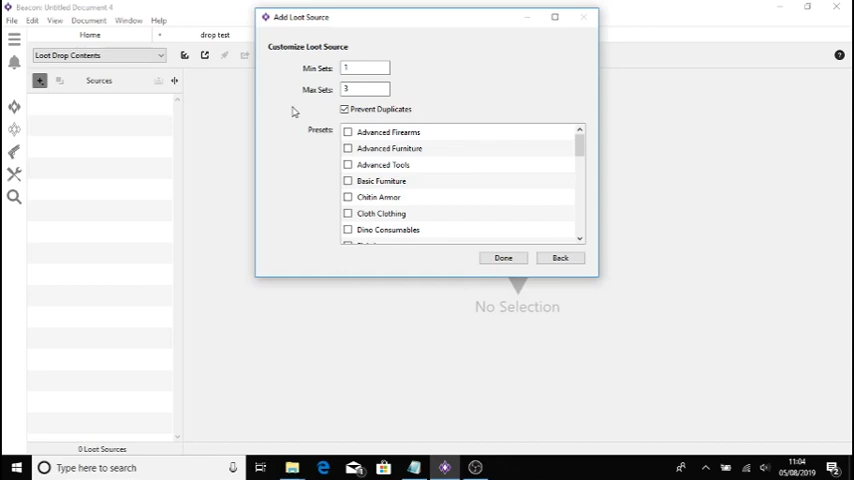 Beacon: Untitled Document 4
Add Loot Source
File Edit View Document Window Help
Home
drop test
Customize Loot Source
Loot Drop Contents
Min Sets: 1
Max Sets: 3
Sources
Prevent Duplicates
Presets:
Advanced Firearms
Advanced Furniture
Advanced Tools
Basic Furniture
Chitin Armor
Cloth Clothing
Dino Consumables
Done
Back
No Selection
0 Loot Sources
Type here to search
11:04
05/08/2019